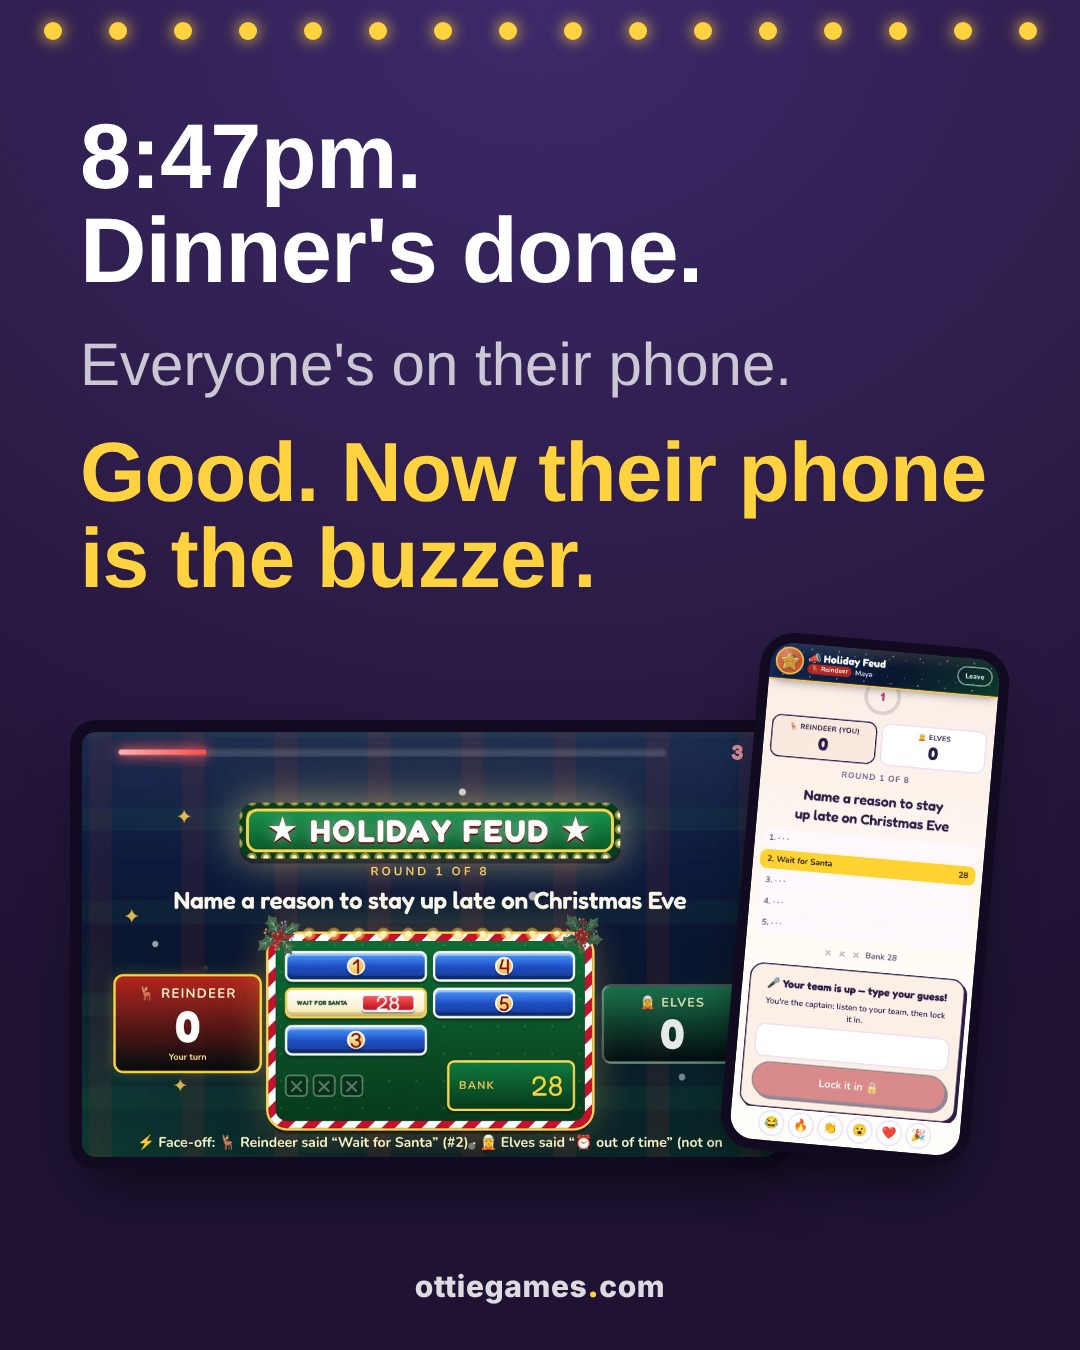 8:47pm.
Dinner's done.
Everyone's on their phone.
Good. Now their phone
is the buzzer.
3
★ HOLIDAY FEUD ★
ROUND 1 OF 8
Name a reason to stay up late on Christmas Eve
🦌 REINDEER
0
Your turn
1
4
WAIT FOR SANTA 28
5
3
BANK 28
🧝 ELVES
0
⚡ Face-off: 🦌 Reindeer said “Wait for Santa” (#2). 🧝 Elves said “⏰ out of time” (not on
📣 Holiday Feud
🦌 Reindeer Maya
Leave
1
🦌 REINDEER (YOU)
0
🧝 ELVES
0
ROUND 1 OF 8
Name a reason to stay
up late on Christmas Eve
1. · · ·
2. Wait for Santa 28
3. · · ·
4. · · ·
5. · · ·
× × × Bank 28
🎤 Your team is up – type your guess!
You're the captain: listen to your team, then lock
it in.
Lock it in 🔒
ottiegames.com